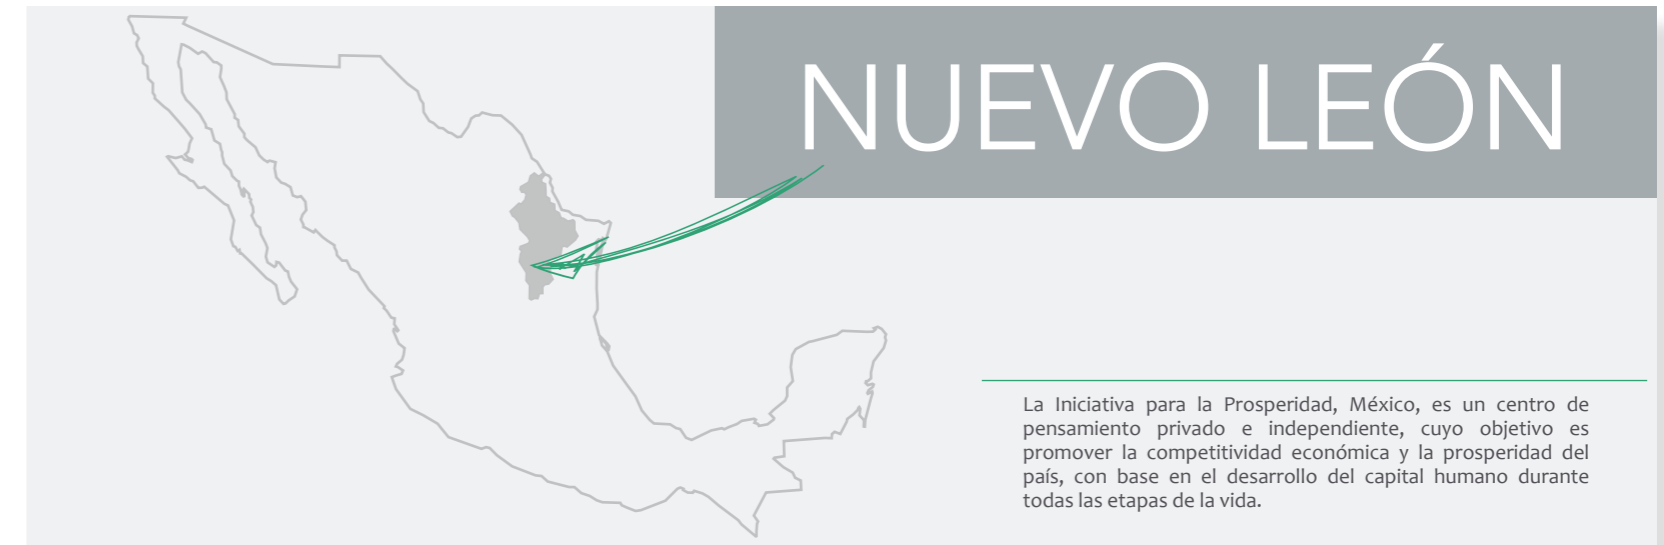 NUEVO LEÓN
La Iniciativa para la Prosperidad, México, es un centro de
pensamiento privado e independiente, cuyo objetivo es
promover la competitividad económica y la prosperidad del
país, con base en el desarrollo del capital humano durante
todas las etapas de la vida.